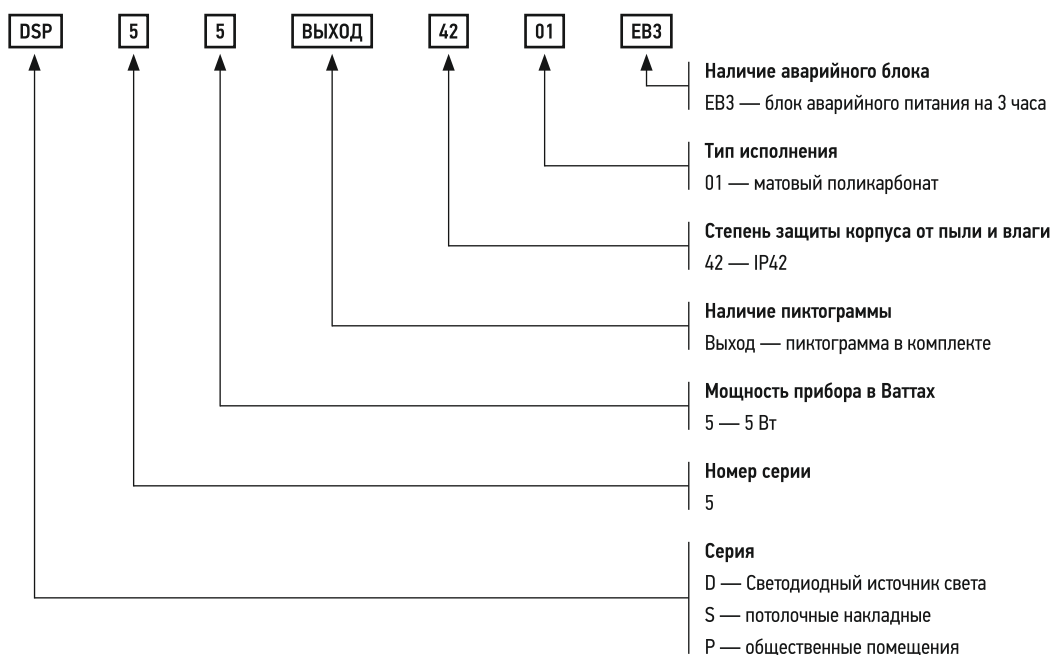 DSP 5 5 ВЫХОД 42 01 EB3
Наличие аварийного блока
EB3 — блок аварийного питания на 3 часа
Тип исполнения
01 — матовый поликарбонат
Степень защиты корпуса от пыли и влаги
42 — IP42
Наличие пиктограммы
Выход — пиктограмма в комплекте
Мощность прибора в Ваттах
5 — 5 Вт
Номер серии
5
Серия
D — Светодиодный источник света
S — потолочные накладные
P — общественные помещения